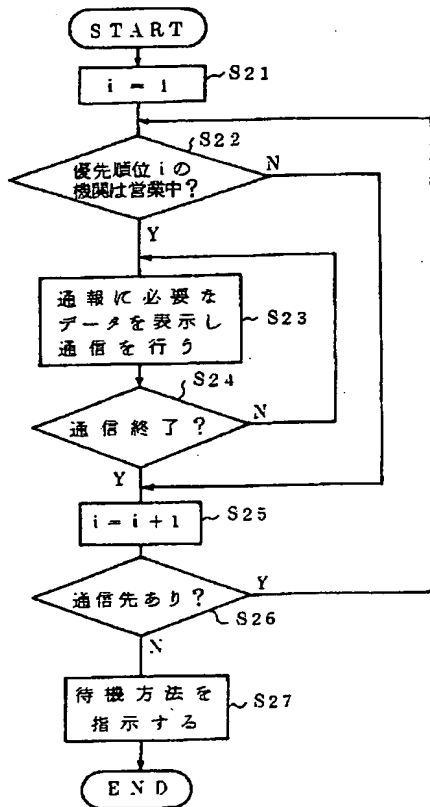 START
i = 1
S21
S22
優先順位iの
機関は営業中?
N
Y
通報に必要な
データを表示し
通信を行う
S23
S24
通信終了?
N
Y
i = i + 1
S25
通信先あり?
Y
S26
N
待機方法を
指示する
S27
END